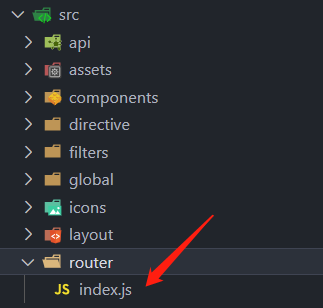 src
api
assets
components
directive
filters
global
icons
layout
router
JS index.js